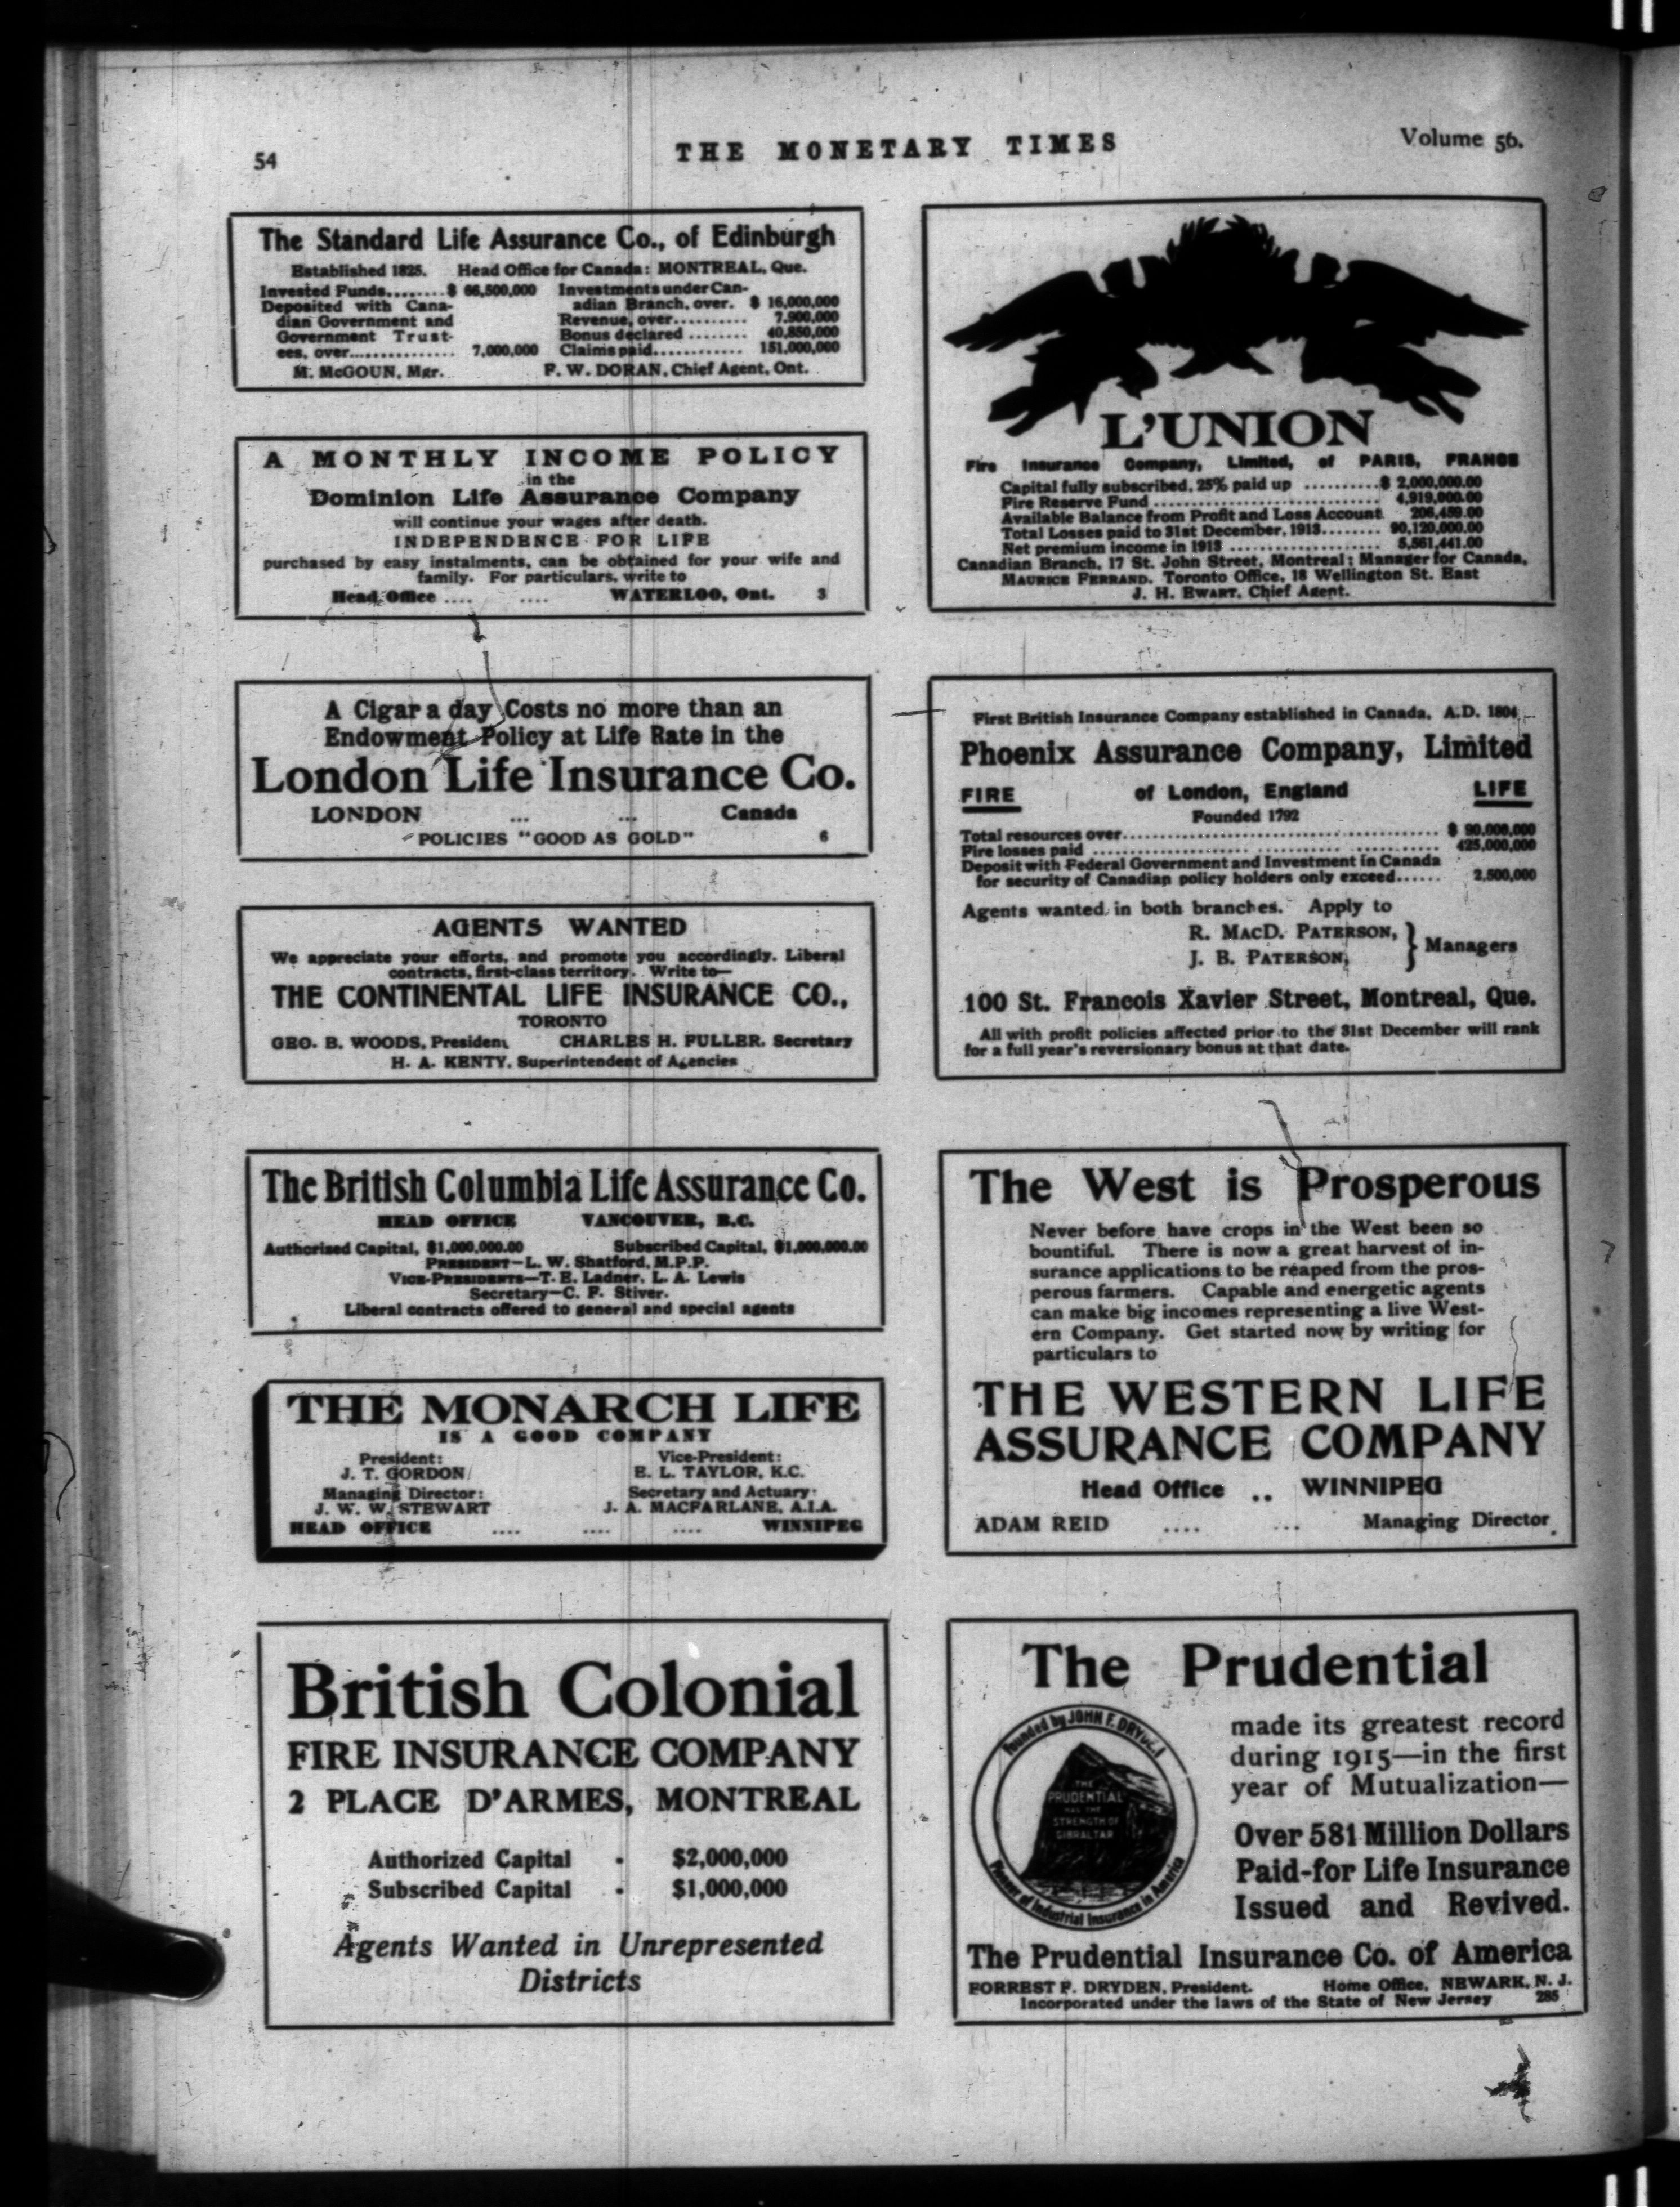 54
THE MONETARY TIMES
Volume 56.
The Standard Life Assurance Co., of Edinburgh
Established 1825. Head Office for Canada: MONTREAL, Que.
Invested Funds........$ 66,500,000
Deposited with Cana-
dian Government and
Government Trust-
ees, over.............. 7,000,000
Investments under Can-
adian Branch, over. $ 16,000,000
Revenue, over.......... 7,900,000
Bonus declared ........ 40,850,000
Claims paid............ 151,000,000
M. McGOUN, Mgr. F. W. DORAN, Chief Agent, Ont.
A MONTHLY INCOME POLICY
in the
Dominion Life Assurance Company
will continue your wages after death.
INDEPENDENCE FOR LIFE
purchased by easy instalments, can be obtained for your wife and
family. For particulars, write to
Head Office .... .... WATERLOO, Ont. 3
A Cigar a day Costs no more than an
Endowment Policy at Life Rate in the
London Life Insurance Co.
LONDON ... ... Canada
POLICIES "GOOD AS GOLD" 6
AGENTS WANTED
We appreciate your efforts, and promote you accordingly. Liberal
contracts, first-class territory. Write to—
THE CONTINENTAL LIFE INSURANCE CO.,
TORONTO
GEO. B. WOODS, President CHARLES H. FULLER, Secretary
H. A. KENTY, Superintendent of Agencies
The British Columbia Life Assurance Co.
HEAD OFFICE VANCOUVER, B.C.
Authorized Capital, $1,000,000.00 Subscribed Capital, $1,000,000.00
PRESIDENT—L. W. Shatford, M.P.P.
VICE-PRESIDENTS—T. E. Ladner, L. A. Lewis
Secretary—C. F. Stiver.
Liberal contracts offered to general and special agents
THE MONARCH LIFE
IS A GOOD COMPANY
President: Vice-President:
J. T. GORDON E. L. TAYLOR, K.C.
Managing Director: Secretary and Actuary:
J. W. W. STEWART J. A. MACFARLANE, A.I.A.
HEAD OFFICE .... .... .... WINNIPEG
British Colonial
FIRE INSURANCE COMPANY
2 PLACE D'ARMES, MONTREAL
Authorized Capital - $2,000,000
Subscribed Capital - $1,000,000
Agents Wanted in Unrepresented
Districts
L'UNION
Fire Insurance Company, Limited, of PARIS, FRANCE
Capital fully subscribed, 25% paid up ..........$ 2,000,000.00
Fire Reserve Fund ........................ 4,919,000.00
Available Balance from Profit and Loss Account 206,459.00
Total Losses paid to 31st December, 1913........ 90,120,000.00
Net premium income in 1913 .................... 5,561,441.00
Canadian Branch, 17 St. John Street, Montreal; Manager for Canada,
MAURICE FERRAND. Toronto Office, 18 Wellington St. East
J. H. EWART, Chief Agent.
First British Insurance Company established in Canada, A.D. 1804
Phoenix Assurance Company, Limited
FIRE of London, England LIFE
Founded 1792
Total resources over.......................................... $ 90,000,000
Fire losses paid .......................................... 425,000,000
Deposit with Federal Government and Investment in Canada
for security of Canadian policy holders only exceed...... 2,500,000
Agents wanted in both branches. Apply to
R. MACD. PATERSON,
J. B. PATERSON, } Managers
100 St. Francois Xavier Street, Montreal, Que.
All with profit policies affected prior to the 31st December will rank
for a full year's reversionary bonus at that date.
The West is Prosperous
Never before have crops in the West been so
bountiful. There is now a great harvest of in-
surance applications to be reaped from the pros-
perous farmers. Capable and energetic agents
can make big incomes representing a live West-
ern Company. Get started now by writing for
particulars to
THE WESTERN LIFE
ASSURANCE COMPANY
Head Office .. WINNIPEG
ADAM REID .... ... Managing Director
The Prudential
Founded by JOHN F. DRYDEN
THE
PRUDENTIAL
HAS THE
STRENGTH OF
GIBRALTAR
Pioneer of Industrial Insurance in America
made its greatest record
during 1915—in the first
year of Mutualization—
Over 581 Million Dollars
Paid-for Life Insurance
Issued and Revived.
The Prudential Insurance Co. of America
FORREST F. DRYDEN, President. Home Office, NEWARK, N. J.
Incorporated under the laws of the State of New Jersey 285